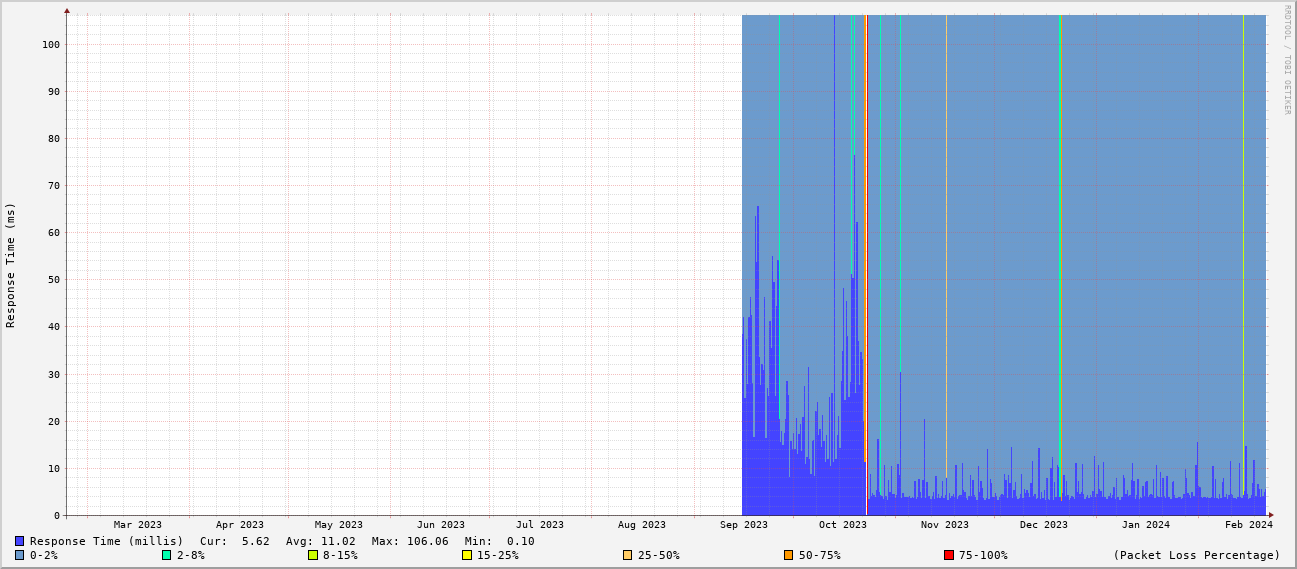 RRDTOOL / TOBI OETIKER
Response Time (ms)
100
90
80
70
60
50
40
30
20
10
0
Mar 2023 Apr 2023 May 2023 Jun 2023 Jul 2023 Aug 2023 Sep 2023 Oct 2023 Nov 2023 Dec 2023 Jan 2024 Feb 2024
Response Time (millis) Cur: 5.62 Avg: 11.02 Max: 106.06 Min: 0.10
0-2% 2-8% 8-15% 15-25% 25-50% 50-75% 75-100% (Packet Loss Percentage)